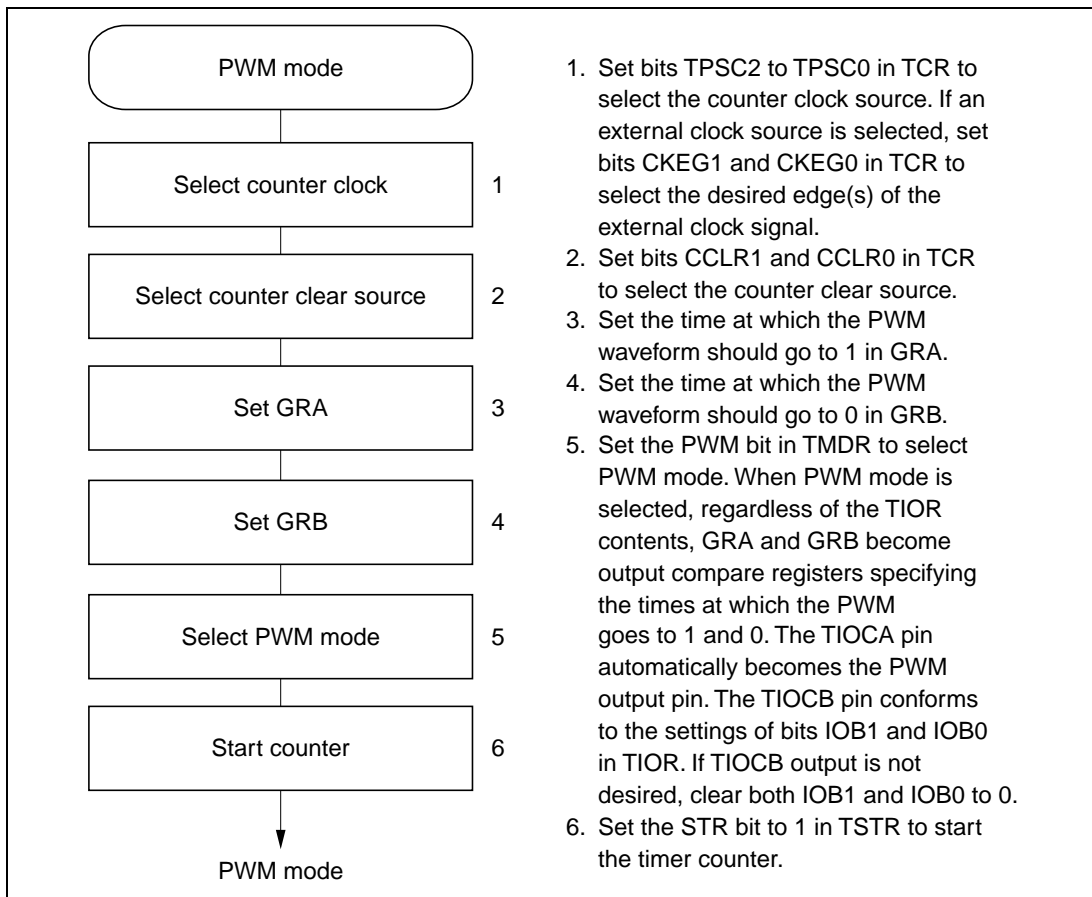 PWM mode
Select counter clock
1
Select counter clear source
2
Set GRA
3
Set GRB
4
Select PWM mode
5
Start counter
6
PWM mode
1. Set bits TPSC2 to TPSC0 in TCR to
select the counter clock source. If an
external clock source is selected, set
bits CKEG1 and CKEG0 in TCR to
select the desired edge(s) of the
external clock signal.
2. Set bits CCLR1 and CCLR0 in TCR
to select the counter clear source.
3. Set the time at which the PWM
waveform should go to 1 in GRA.
4. Set the time at which the PWM
waveform should go to 0 in GRB.
5. Set the PWM bit in TMDR to select
PWM mode. When PWM mode is
selected, regardless of the TIOR
contents, GRA and GRB become
output compare registers specifying
the times at which the PWM
goes to 1 and 0. The TIOCA pin
automatically becomes the PWM
output pin. The TIOCB pin conforms
to the settings of bits IOB1 and IOB0
in TIOR. If TIOCB output is not
desired, clear both IOB1 and IOB0 to 0.
6. Set the STR bit to 1 in TSTR to start
the timer counter.